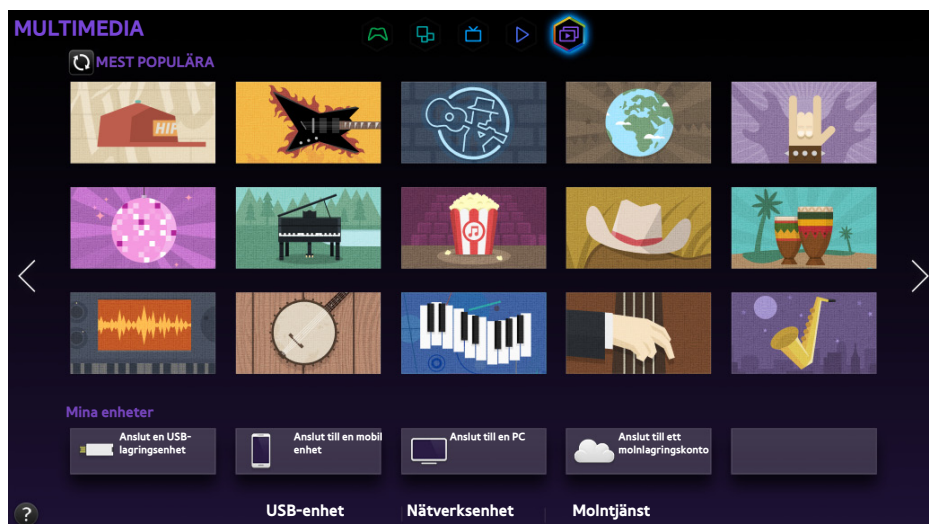 MULTIMEDIA
MEST POPULÄRA
HIP
Mina enheter
Anslut en USB-
lagringsenhet
Anslut till en mobil
enhet
Anslut till en PC
Anslut till ett
molnlagringskonto
?
USB-enhet
Nätverksenhet
Molntjänst